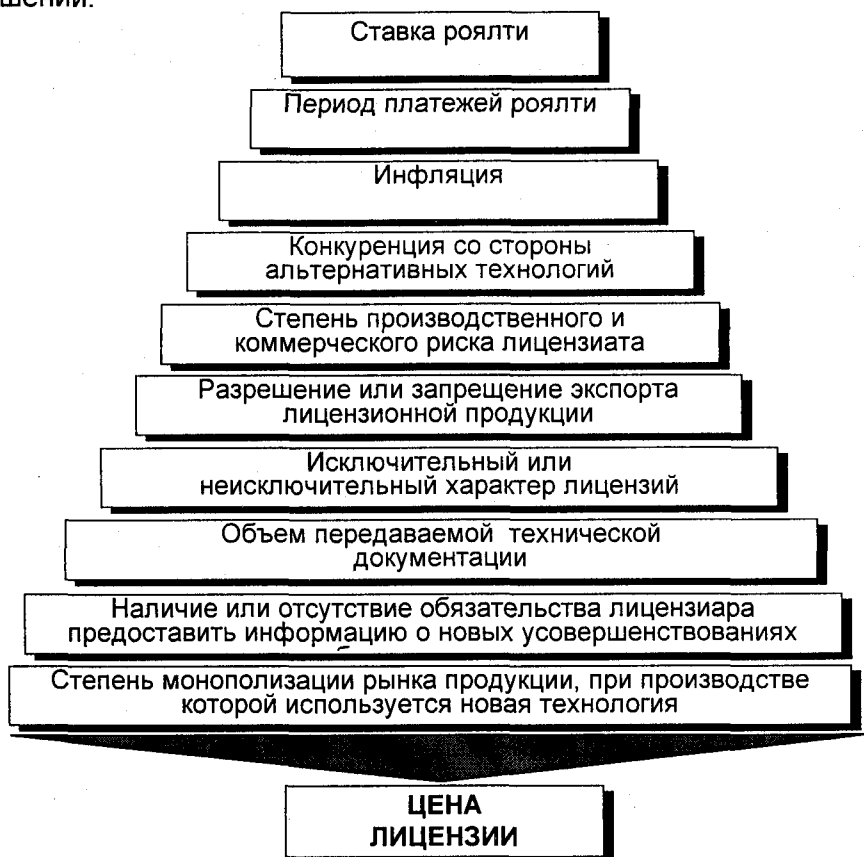 шений.
Ставка роялти
Период платежей роялти
Инфляция
Конкуренция со стороны
альтернативных технологий
Степень производственного и
коммерческого риска лицензиата
Разрешение или запрещение экспорта
лицензионной продукции
Исключительный или
неисключительный характер лицензий
Объем передаваемой технической
документации
Наличие или отсутствие обязательства лицензиара
предоставить информацию о новых усовершенствованиях
Степень монополизации рынка продукции, при производстве
которой используется новая технология
ЦЕНА
ЛИЦЕНЗИИ